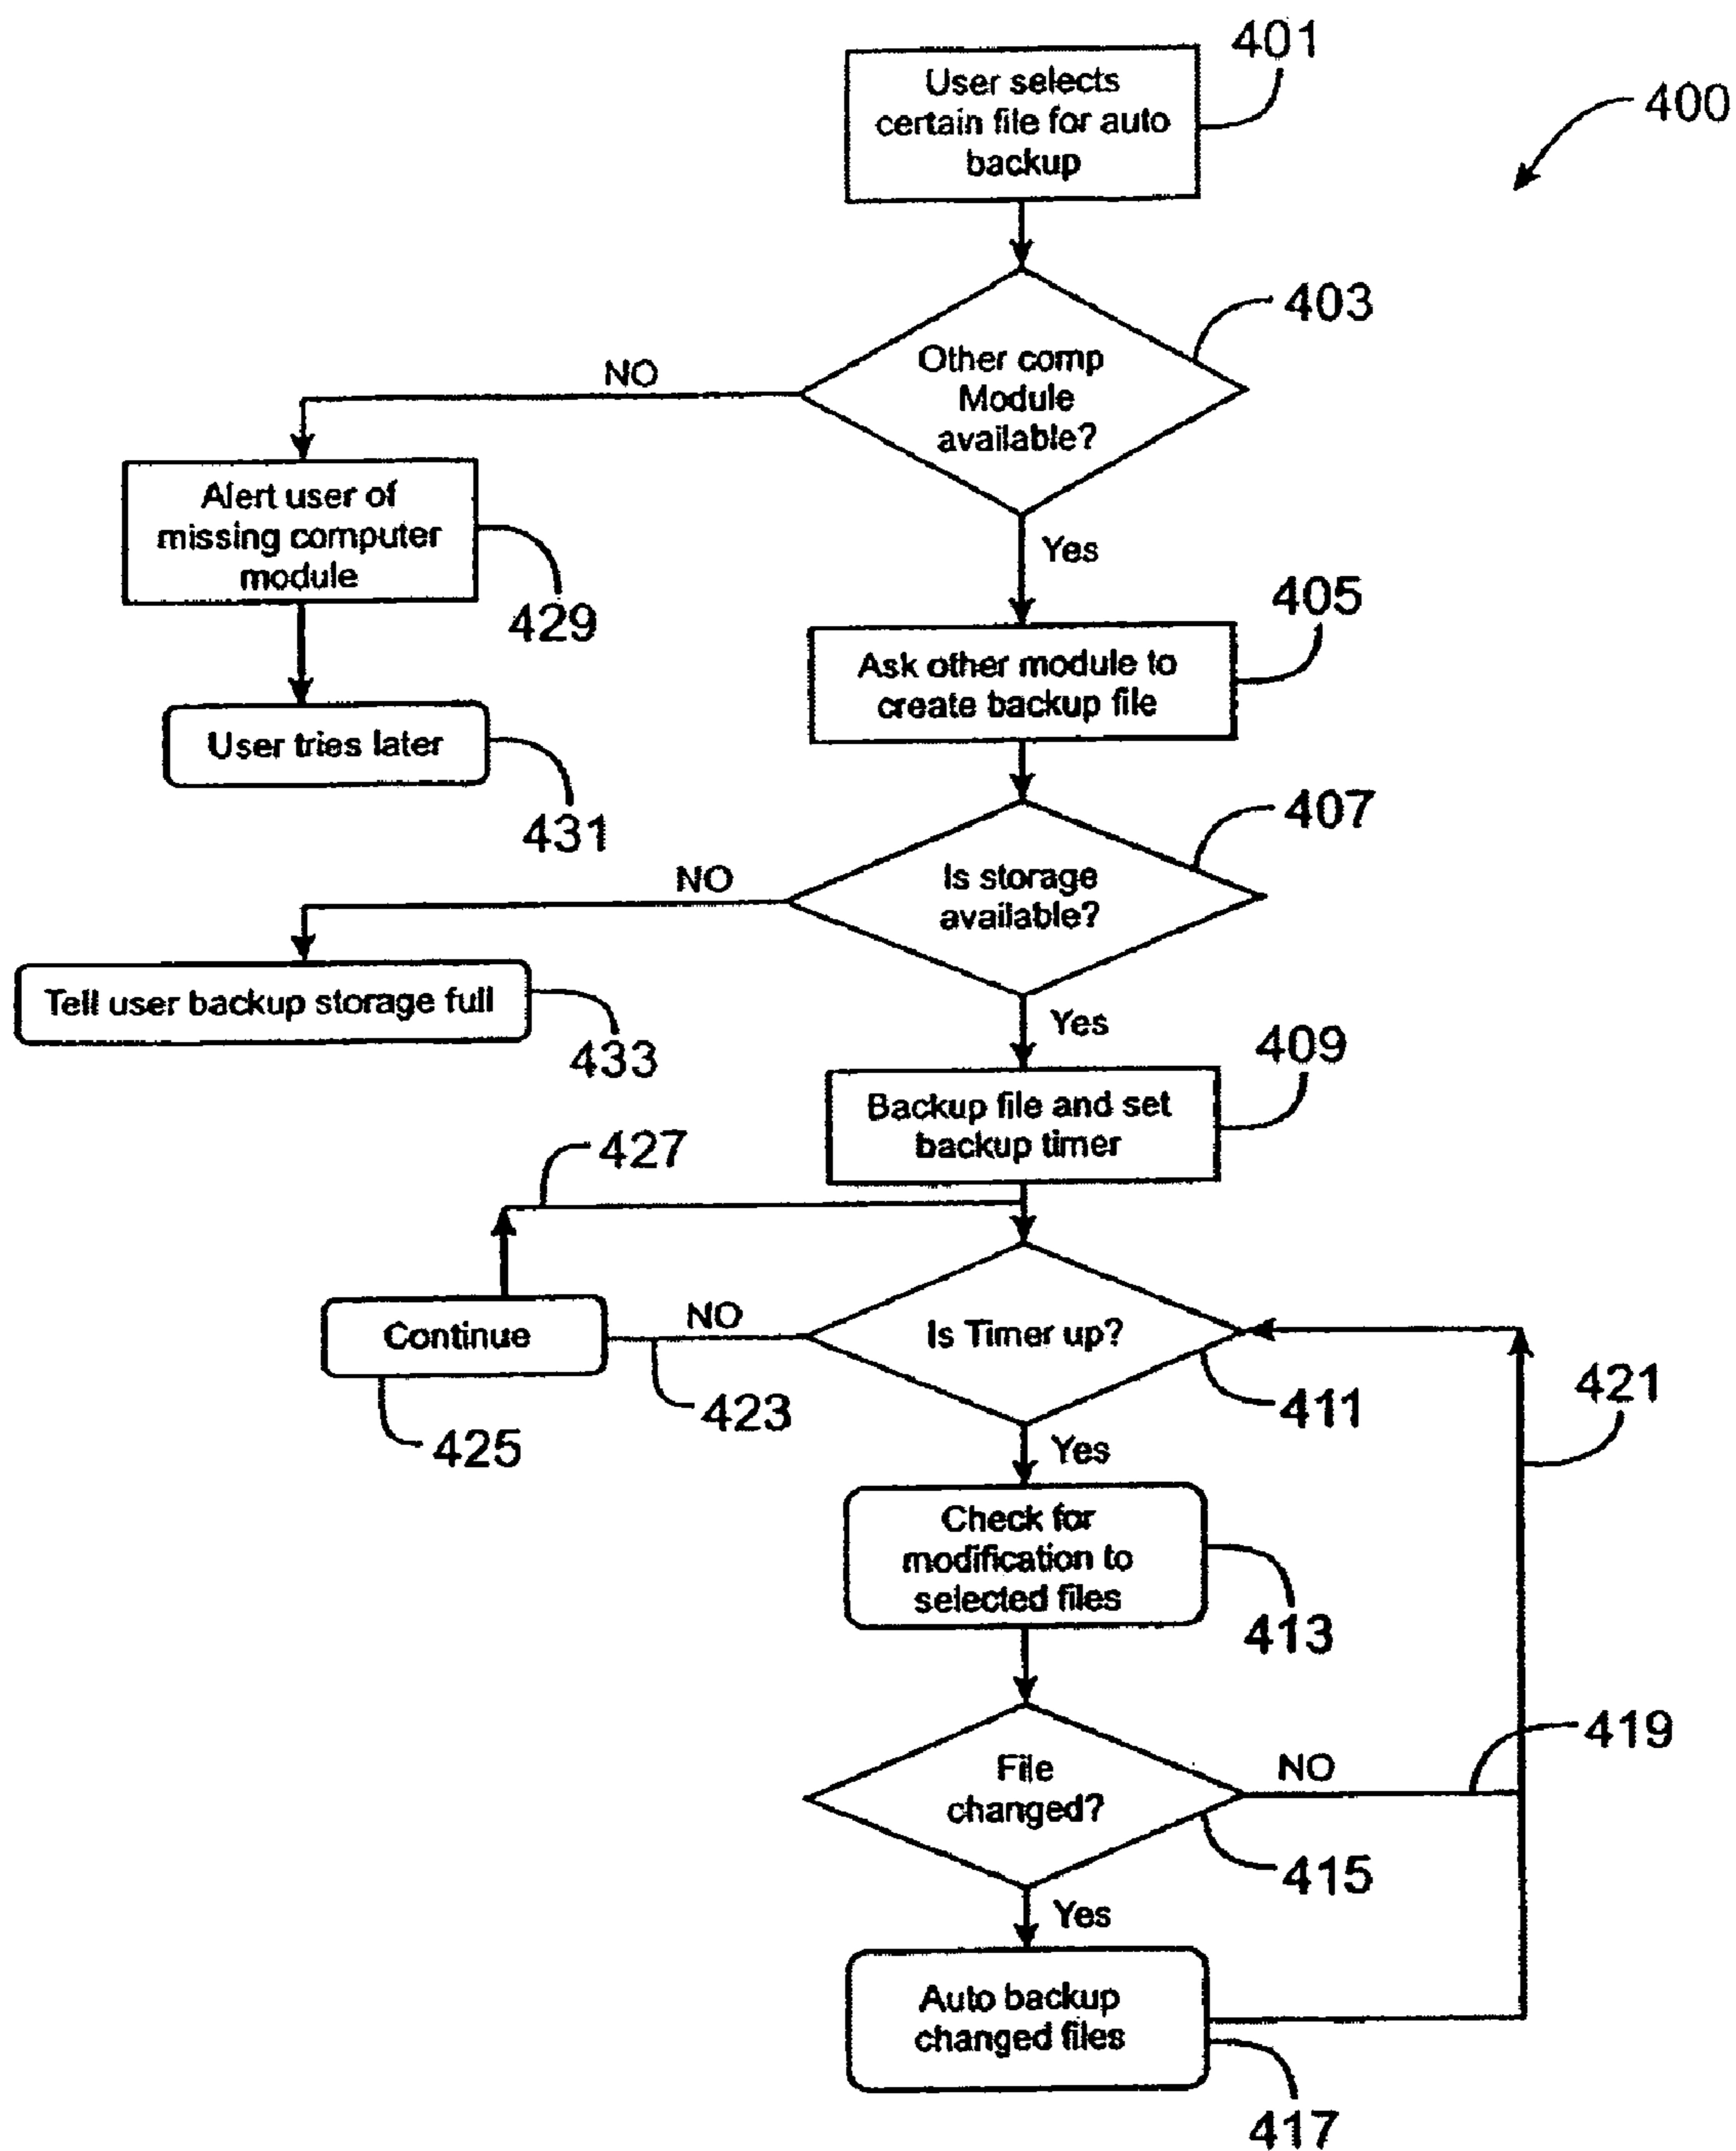 401
User selects
certain file for auto
backup
400
403
Other comp
Module
available?
NO
Alert user of
missing computer
module
429
Yes
405
Ask other module to
create backup file
User tries later
431
407
Is storage
available?
NO
Tell user backup storage full
433
Yes
409
Backup file and set
backup timer
427
Is Timer up?
NO
Continue
423
425
411
421
Yes
Check for
modification to
selected files
413
419
File
changed?
NO
415
Yes
Auto backup
changed files
417